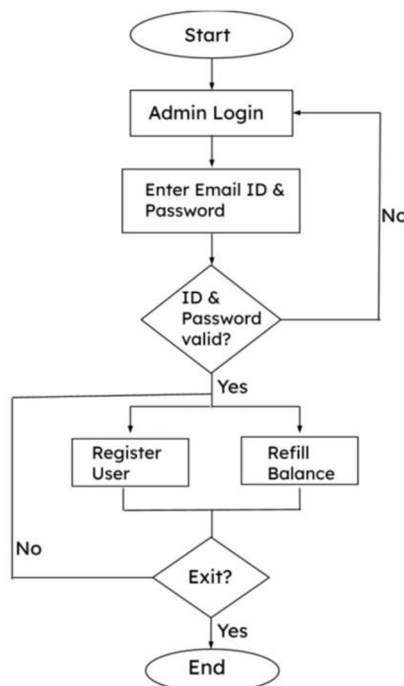 Start
Admin Login
Enter Email ID &
Password
No
ID &
Password
valid?
Yes
Register
User
Refill
Balance
No
Exit?
Yes
End